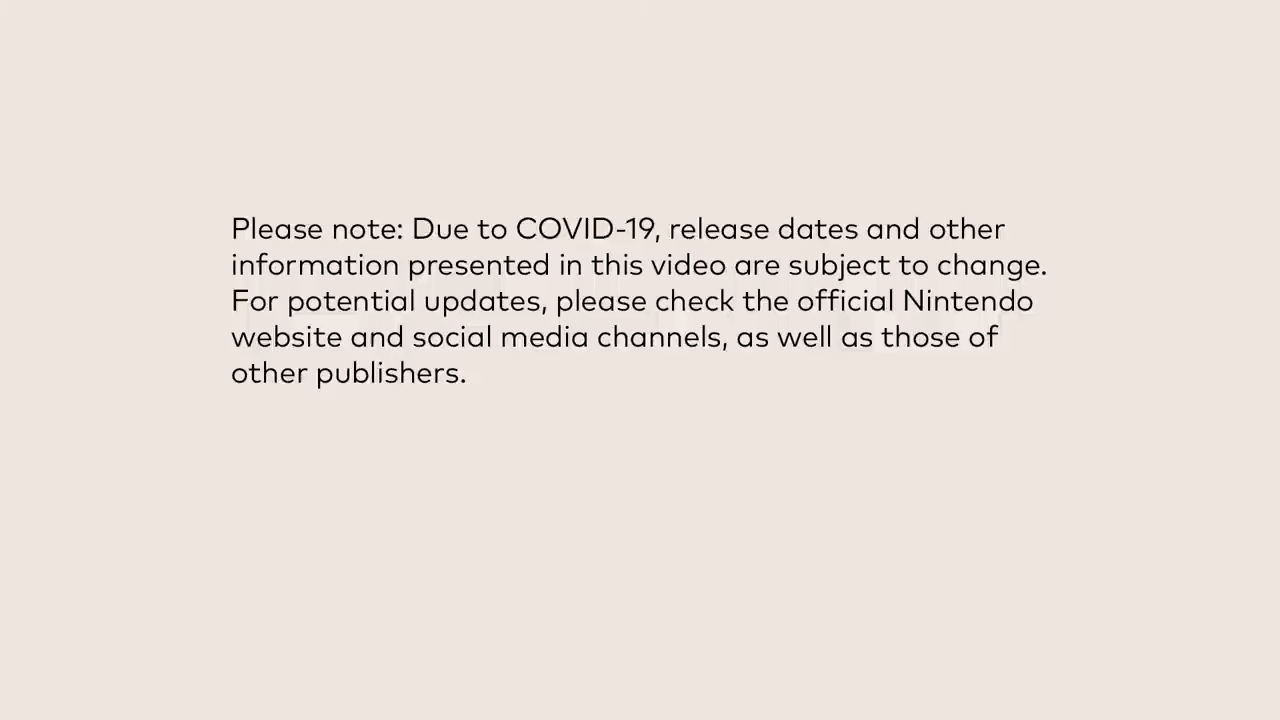 Please note: Due to COVID-19, release dates and other
information presented in this video are subject to change.
For potential updates, please check the official Nintendo
website and social media channels, as well as those of
other publishers.